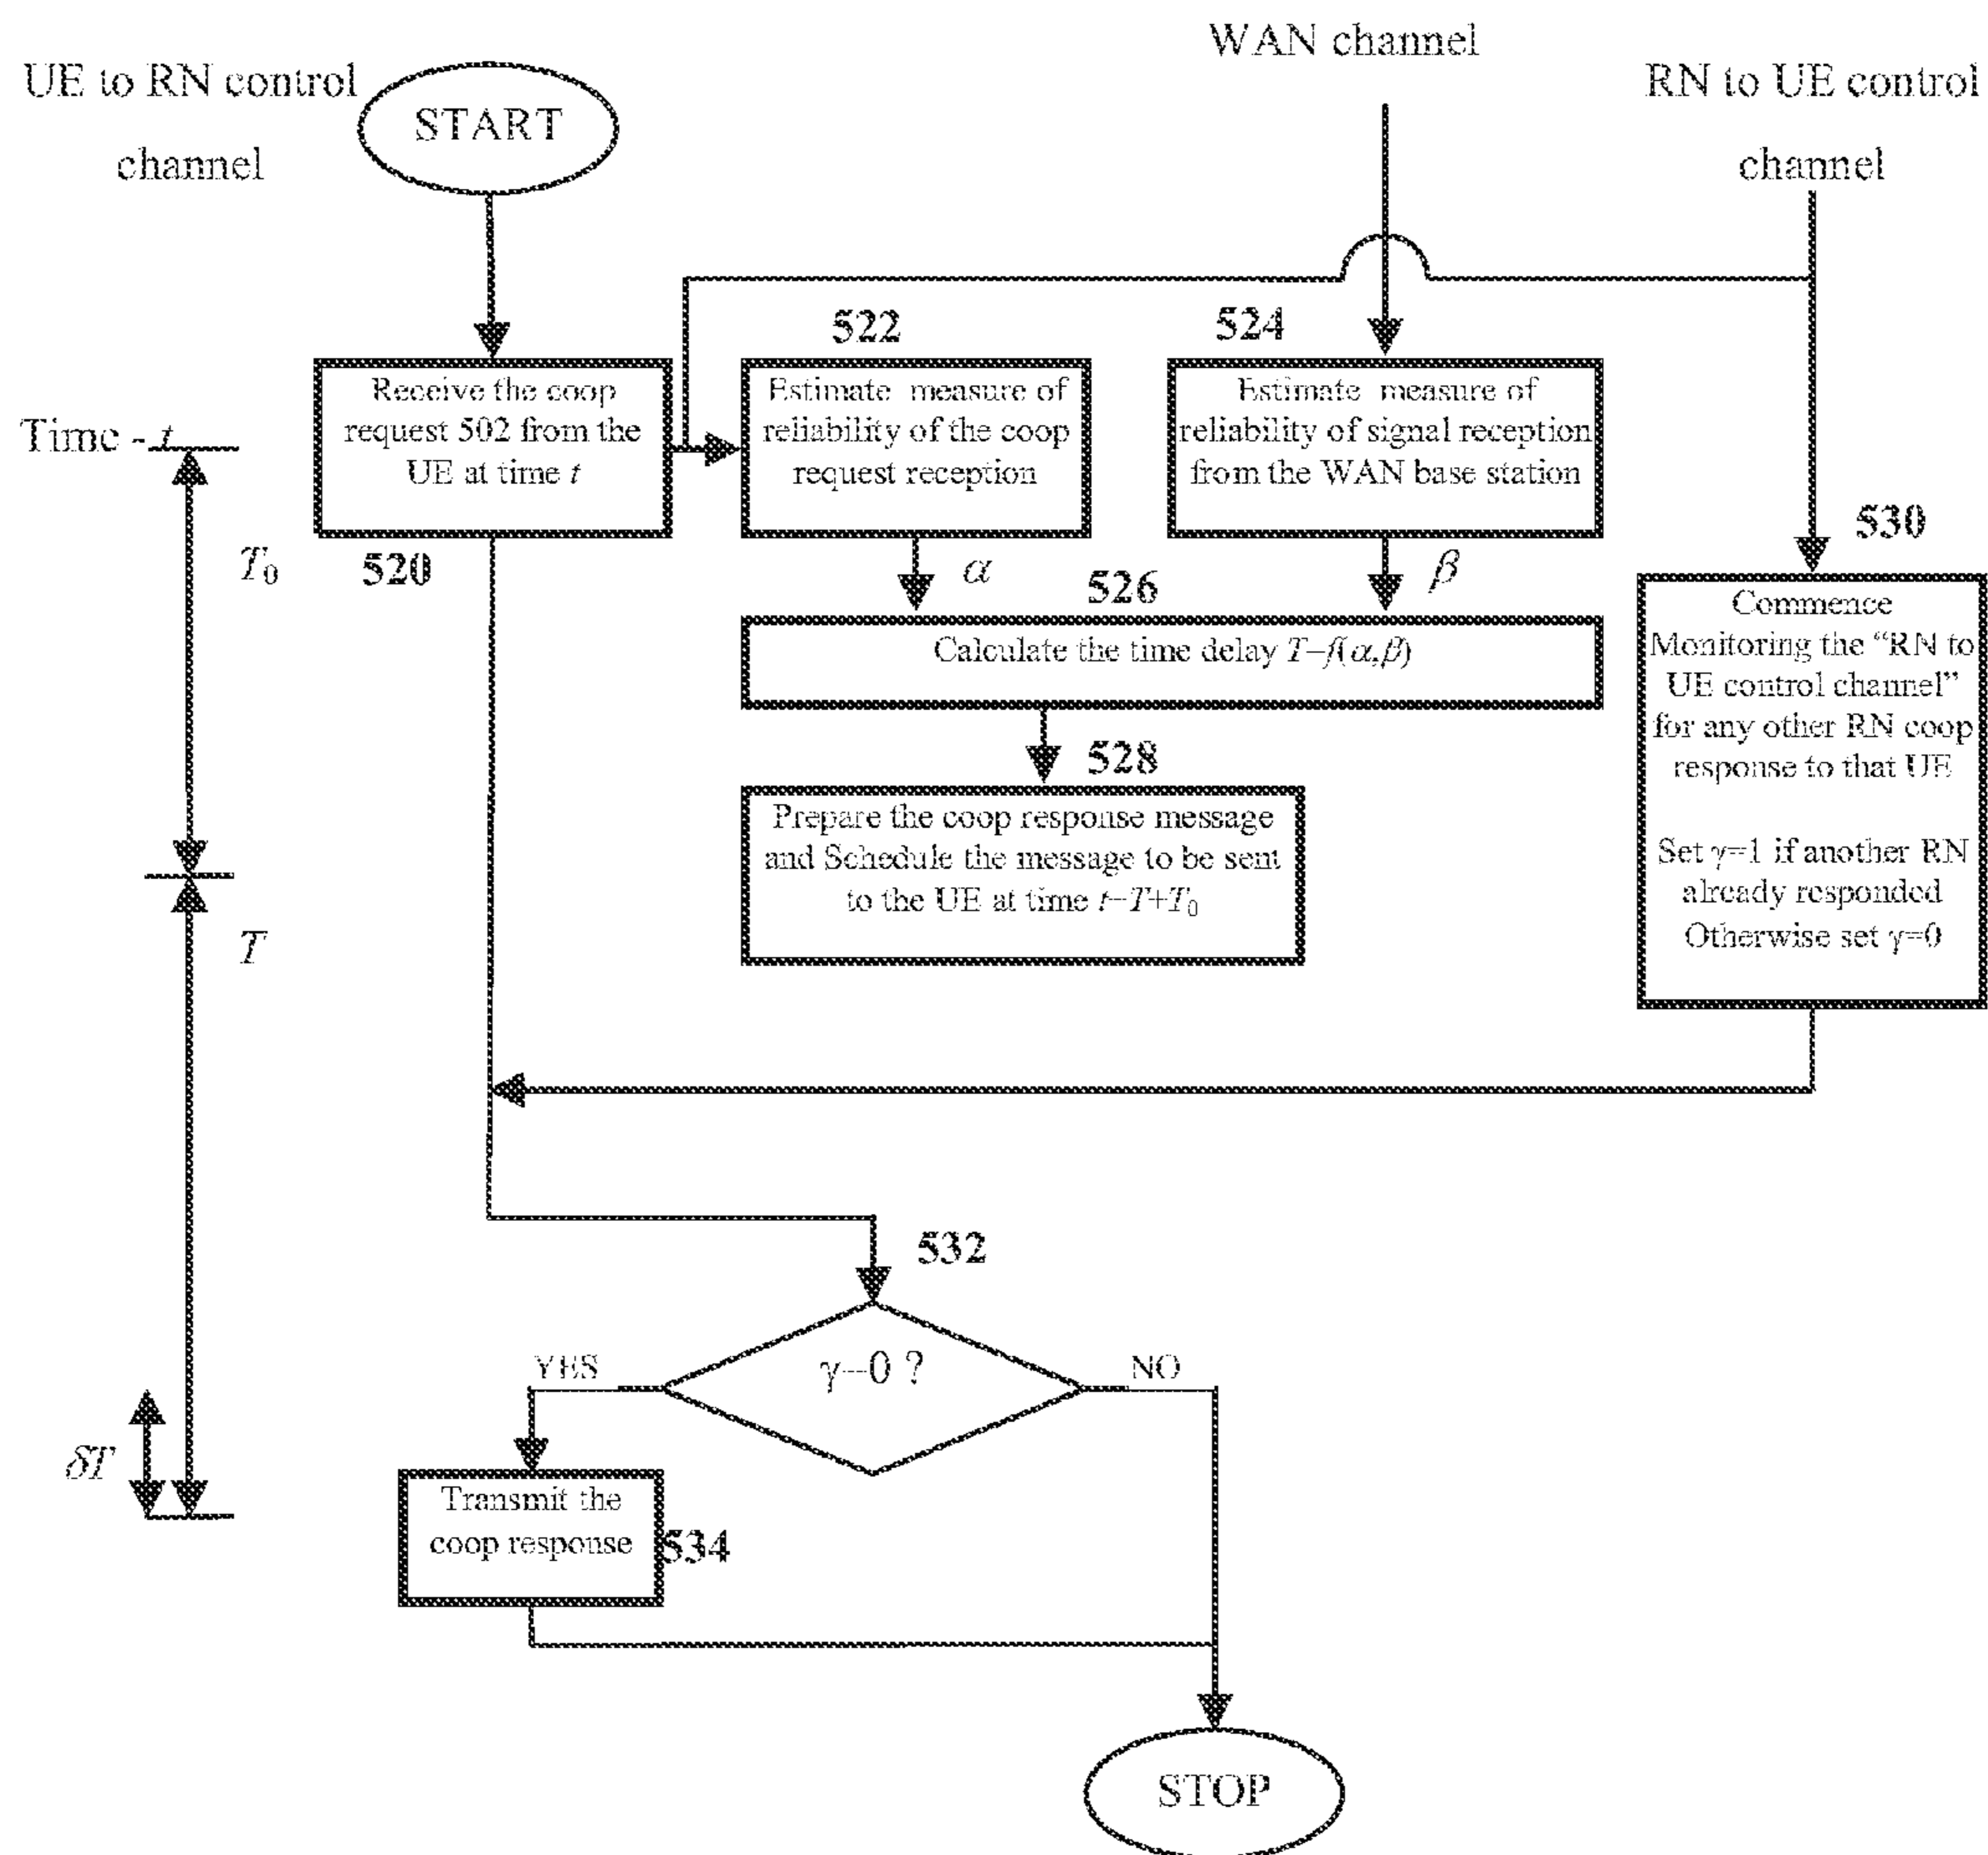 WAN channel
UE to RN control
channel
START
RN to UE control
channel
522
524
Receive the coop
request 502 from the
UE at time t
Estimate measure of
reliability of the coop
request reception
Estimate measure of
reliability of signal reception
from the WAN base station
Time - t
530
T₀
520
α
526
β
Calculate the time delay T=f(α,β)
Commence
Monitoring the “RN to
UE control channel”
for any other RN coop
response to that UE
Set γ=1 if another RN
already responded
Otherwise set γ=0
528
Prepare the coop response message
and Schedule the message to be sent
to the UE at time t=T+T₀
T
532
YES
γ=0 ?
NO
δT
Transmit the
coop response
534
STOP